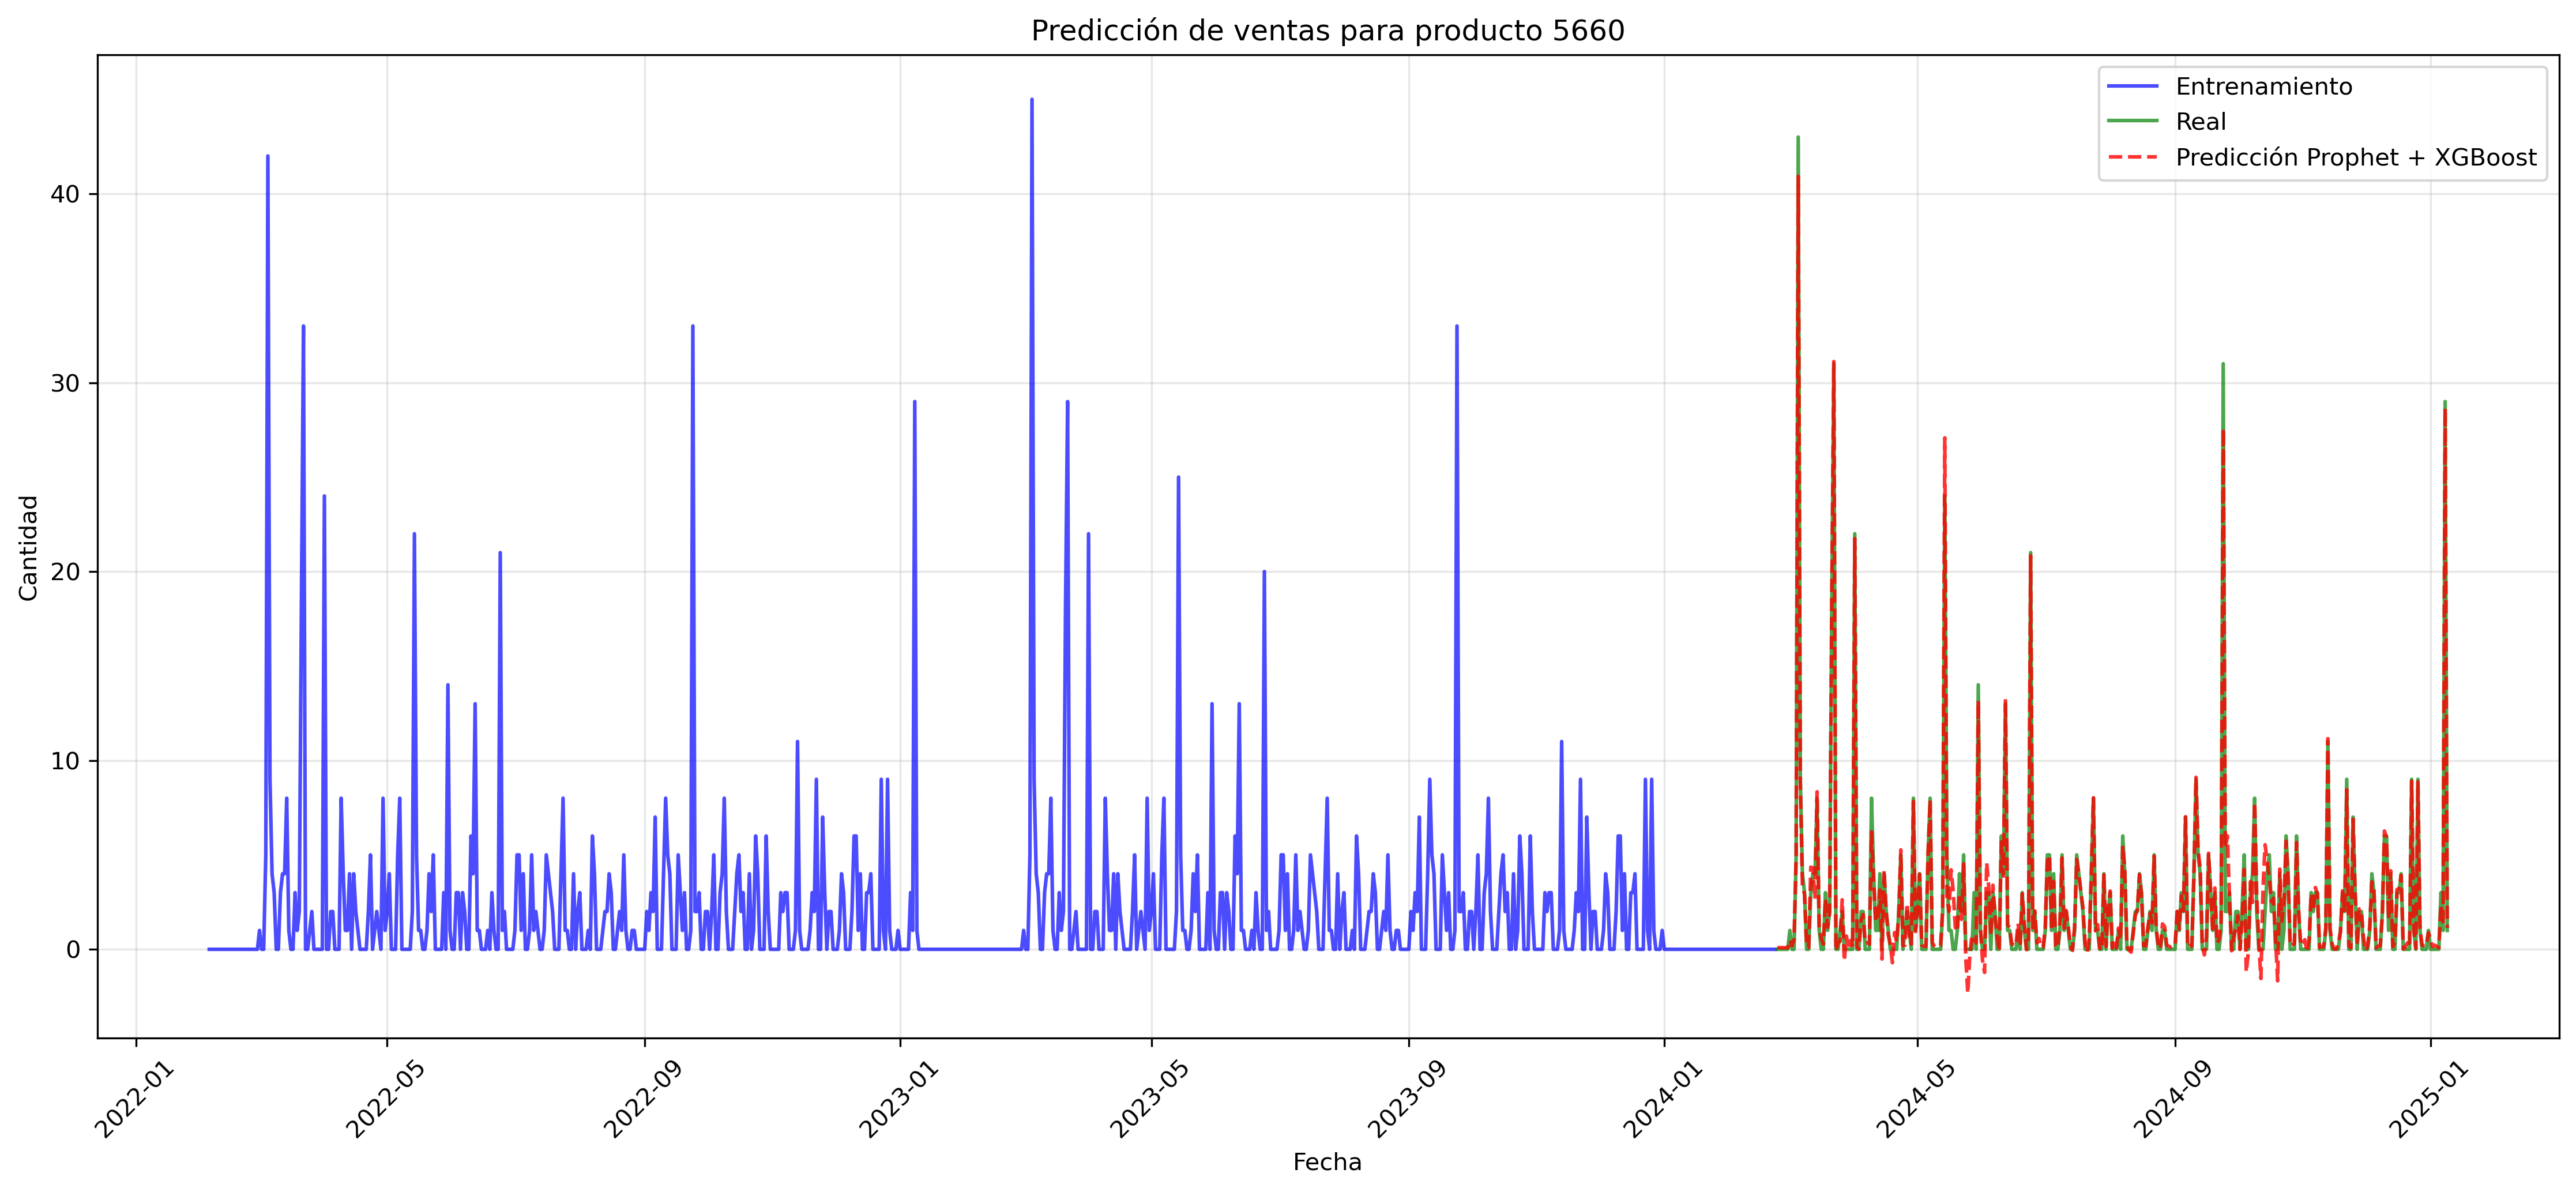 Predicción de ventas para producto 5660
Entrenamiento
Real
Predicción Prophet + XGBoost
Cantidad
40
30
20
10
0
2022-01
2022-05
2022-09
2023-01
2023-05
2023-09
2024-01
2024-05
2024-09
2025-01
Fecha